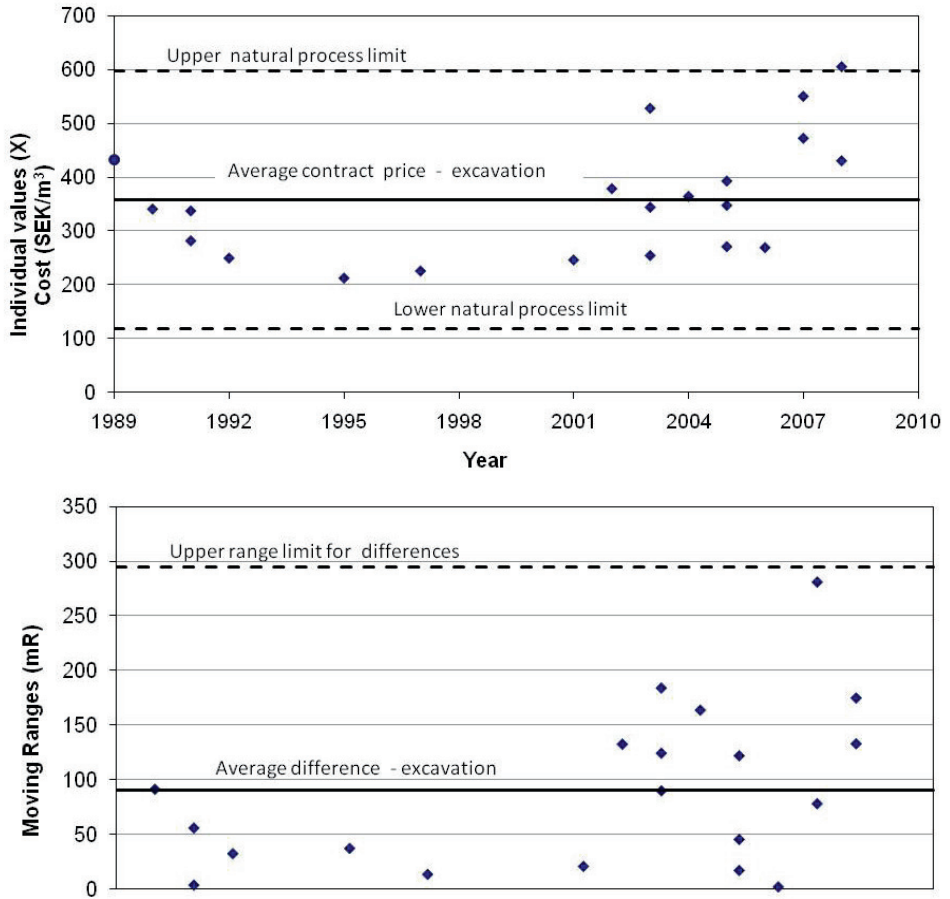 700
Upper natural process limit
600
500
Average contract price - excavation
400
300
200
Lower natural process limit
100
0
Individual values (X)
Cost (SEK/m³)
1989 1992 1995 1998 2001 2004 2007 2010
Year
350
Upper range limit for differences
300
250
200
150
Average difference - excavation
100
50
0
Moving Ranges (mR)